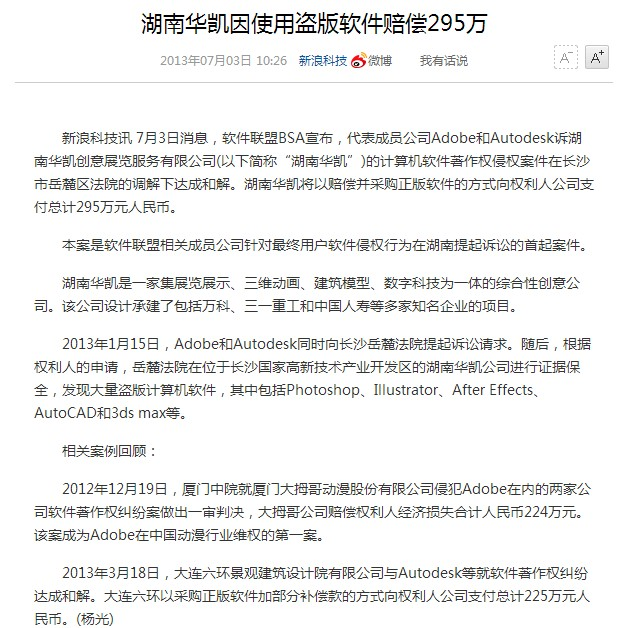 湖南华凯因使用盗版软件赔偿295万
2013年07月03日 10:26 新浪科技 微博 我有话说 A- A+
新浪科技讯 7月3日消息，软件联盟BSA宣布，代表成员公司Adobe和Autodesk诉湖
南华凯创意展览服务有限公司(以下简称“湖南华凯”)的计算机软件著作权侵权案件在长沙
市岳麓区法院的调解下达成和解。湖南华凯将以赔偿并采购正版软件的方式向权利人公司支
付总计295万元人民币。
本案是软件联盟相关成员公司针对最终用户软件侵权行为在湖南提起诉讼的首起案件。
湖南华凯是一家集展览展示、三维动画、建筑模型、数字科技为一体的综合性创意公
司。该公司设计承建了包括万科、三一重工和中国人寿等多家知名企业的项目。
2013年1月15日，Adobe和Autodesk同时向长沙岳麓法院提起诉讼请求。随后，根据
权利人的申请，岳麓法院在位于长沙国家高新技术产业开发区的湖南华凯公司进行证据保
全，发现大量盗版计算机软件，其中包括Photoshop、Illustrator、After Effects、
AutoCAD和3ds max等。
相关案例回顾：
2012年12月19日，厦门中院就厦门大拇哥动漫股份有限公司侵犯Adobe在内的两家公
司软件著作权纠纷案做出一审判决，大拇哥公司赔偿权利人经济损失合计人民币224万元。
该案成为Adobe在中国动漫行业维权的第一案。
2013年3月18日，大连六环景观建筑设计院有限公司与Autodesk等就软件著作权纠纷
达成和解。大连六环以采购正版软件加部分补偿款的方式向权利人公司支付总计225万元人
民币。(杨光)